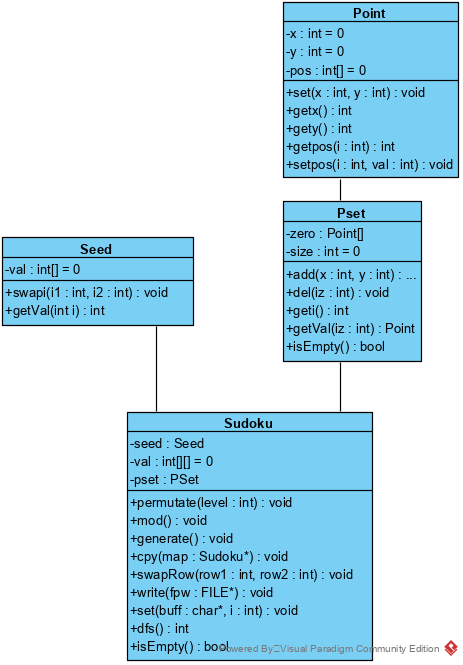 Point
-x : int = 0
-y : int = 0
-pos : int[] = 0
+set(x : int, y : int) : void
+getx() : int
+gety() : int
+getpos(i : int) : int
+setpos(i : int, val : int) : void
Pset
-zero : Point[]
-size : int = 0
+add(x : int, y : int) : ...
+del(iz : int) : void
+geti() : int
+getVal(iz : int) : Point
+isEmpty() : bool
Seed
-val : int[] = 0
+swapi(i1 : int, i2 : int) : void
+getVal(int i) : int
Sudoku
-seed : Seed
-val : int[][] = 0
-pset : PSet
+permutate(level : int) : void
+mod() : void
+generate() : void
+cpy(map : Sudoku*) : void
+swapRow(row1 : int, row2 : int) : void
+write(fpw : FILE*) : void
+set(buff : char*, i : int) : void
+dfs() : int
+isEmpty() : bool
Powered By Visual Paradigm Community Edition